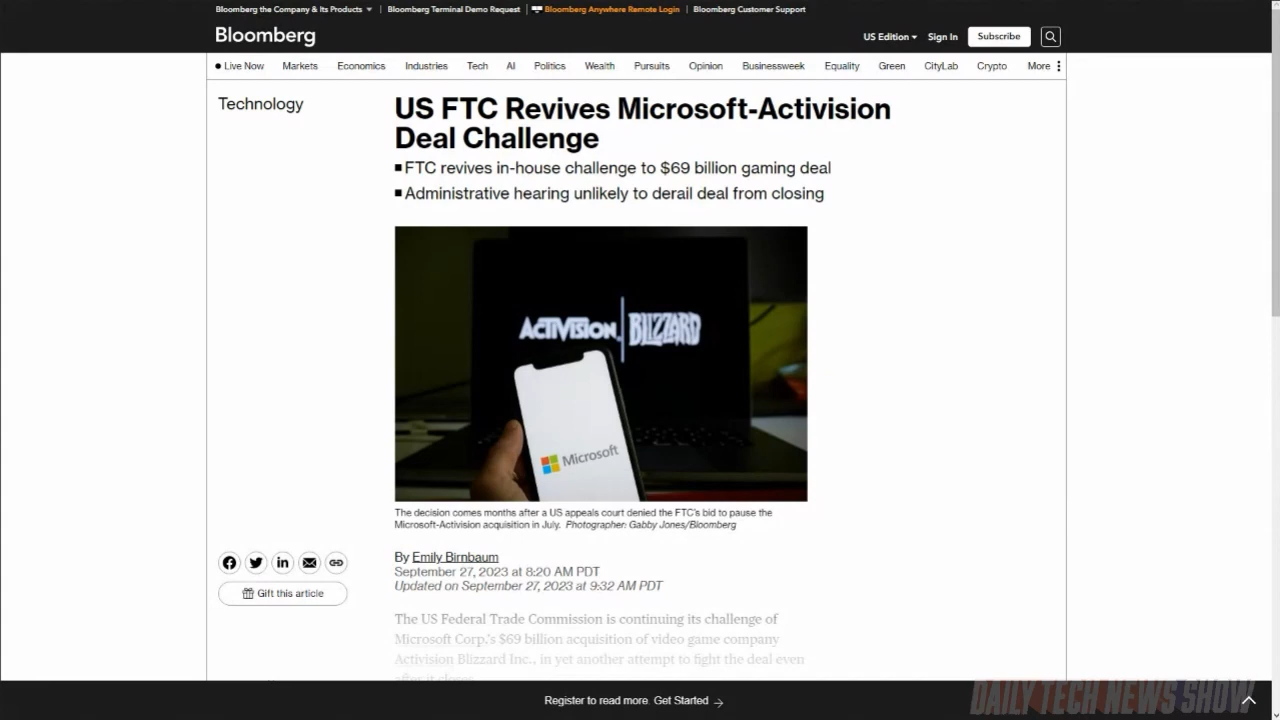 Bloomberg the Company & Its Products
Bloomberg Terminal Demo Request
Bloomberg Anywhere Remote Login
Bloomberg Customer Support
Bloomberg
US Edition
Sign In
Subscribe
Live Now
Markets
Economics
Industries
Tech
AI
Politics
Wealth
Pursuits
Opinion
Businessweek
Equality
Green
CityLab
Crypto
More
Technology
US FTC Revives Microsoft-Activision
Deal Challenge
FTC revives in-house challenge to $69 billion gaming deal
Administrative hearing unlikely to derail deal from closing
ACTIVISION
BLIZZARD
Microsoft
The decision comes months after a US appeals court denied the FTC's bid to pause the
Microsoft-Activision acquisition in July. Photographer: Gabby Jones/Bloomberg
By Emily Birnbaum
September 27, 2023 at 8:20 AM PDT
Updated on September 27, 2023 at 9:32 AM PDT
Gift this article
The US Federal Trade Commission is continuing its challenge of
Microsoft Corp.'s $69 billion acquisition of video game company
Activision Blizzard Inc., in yet another attempt to fight the deal even
after it closes
Register to read more. Get Started
DAILY TECH NEWS SHOW